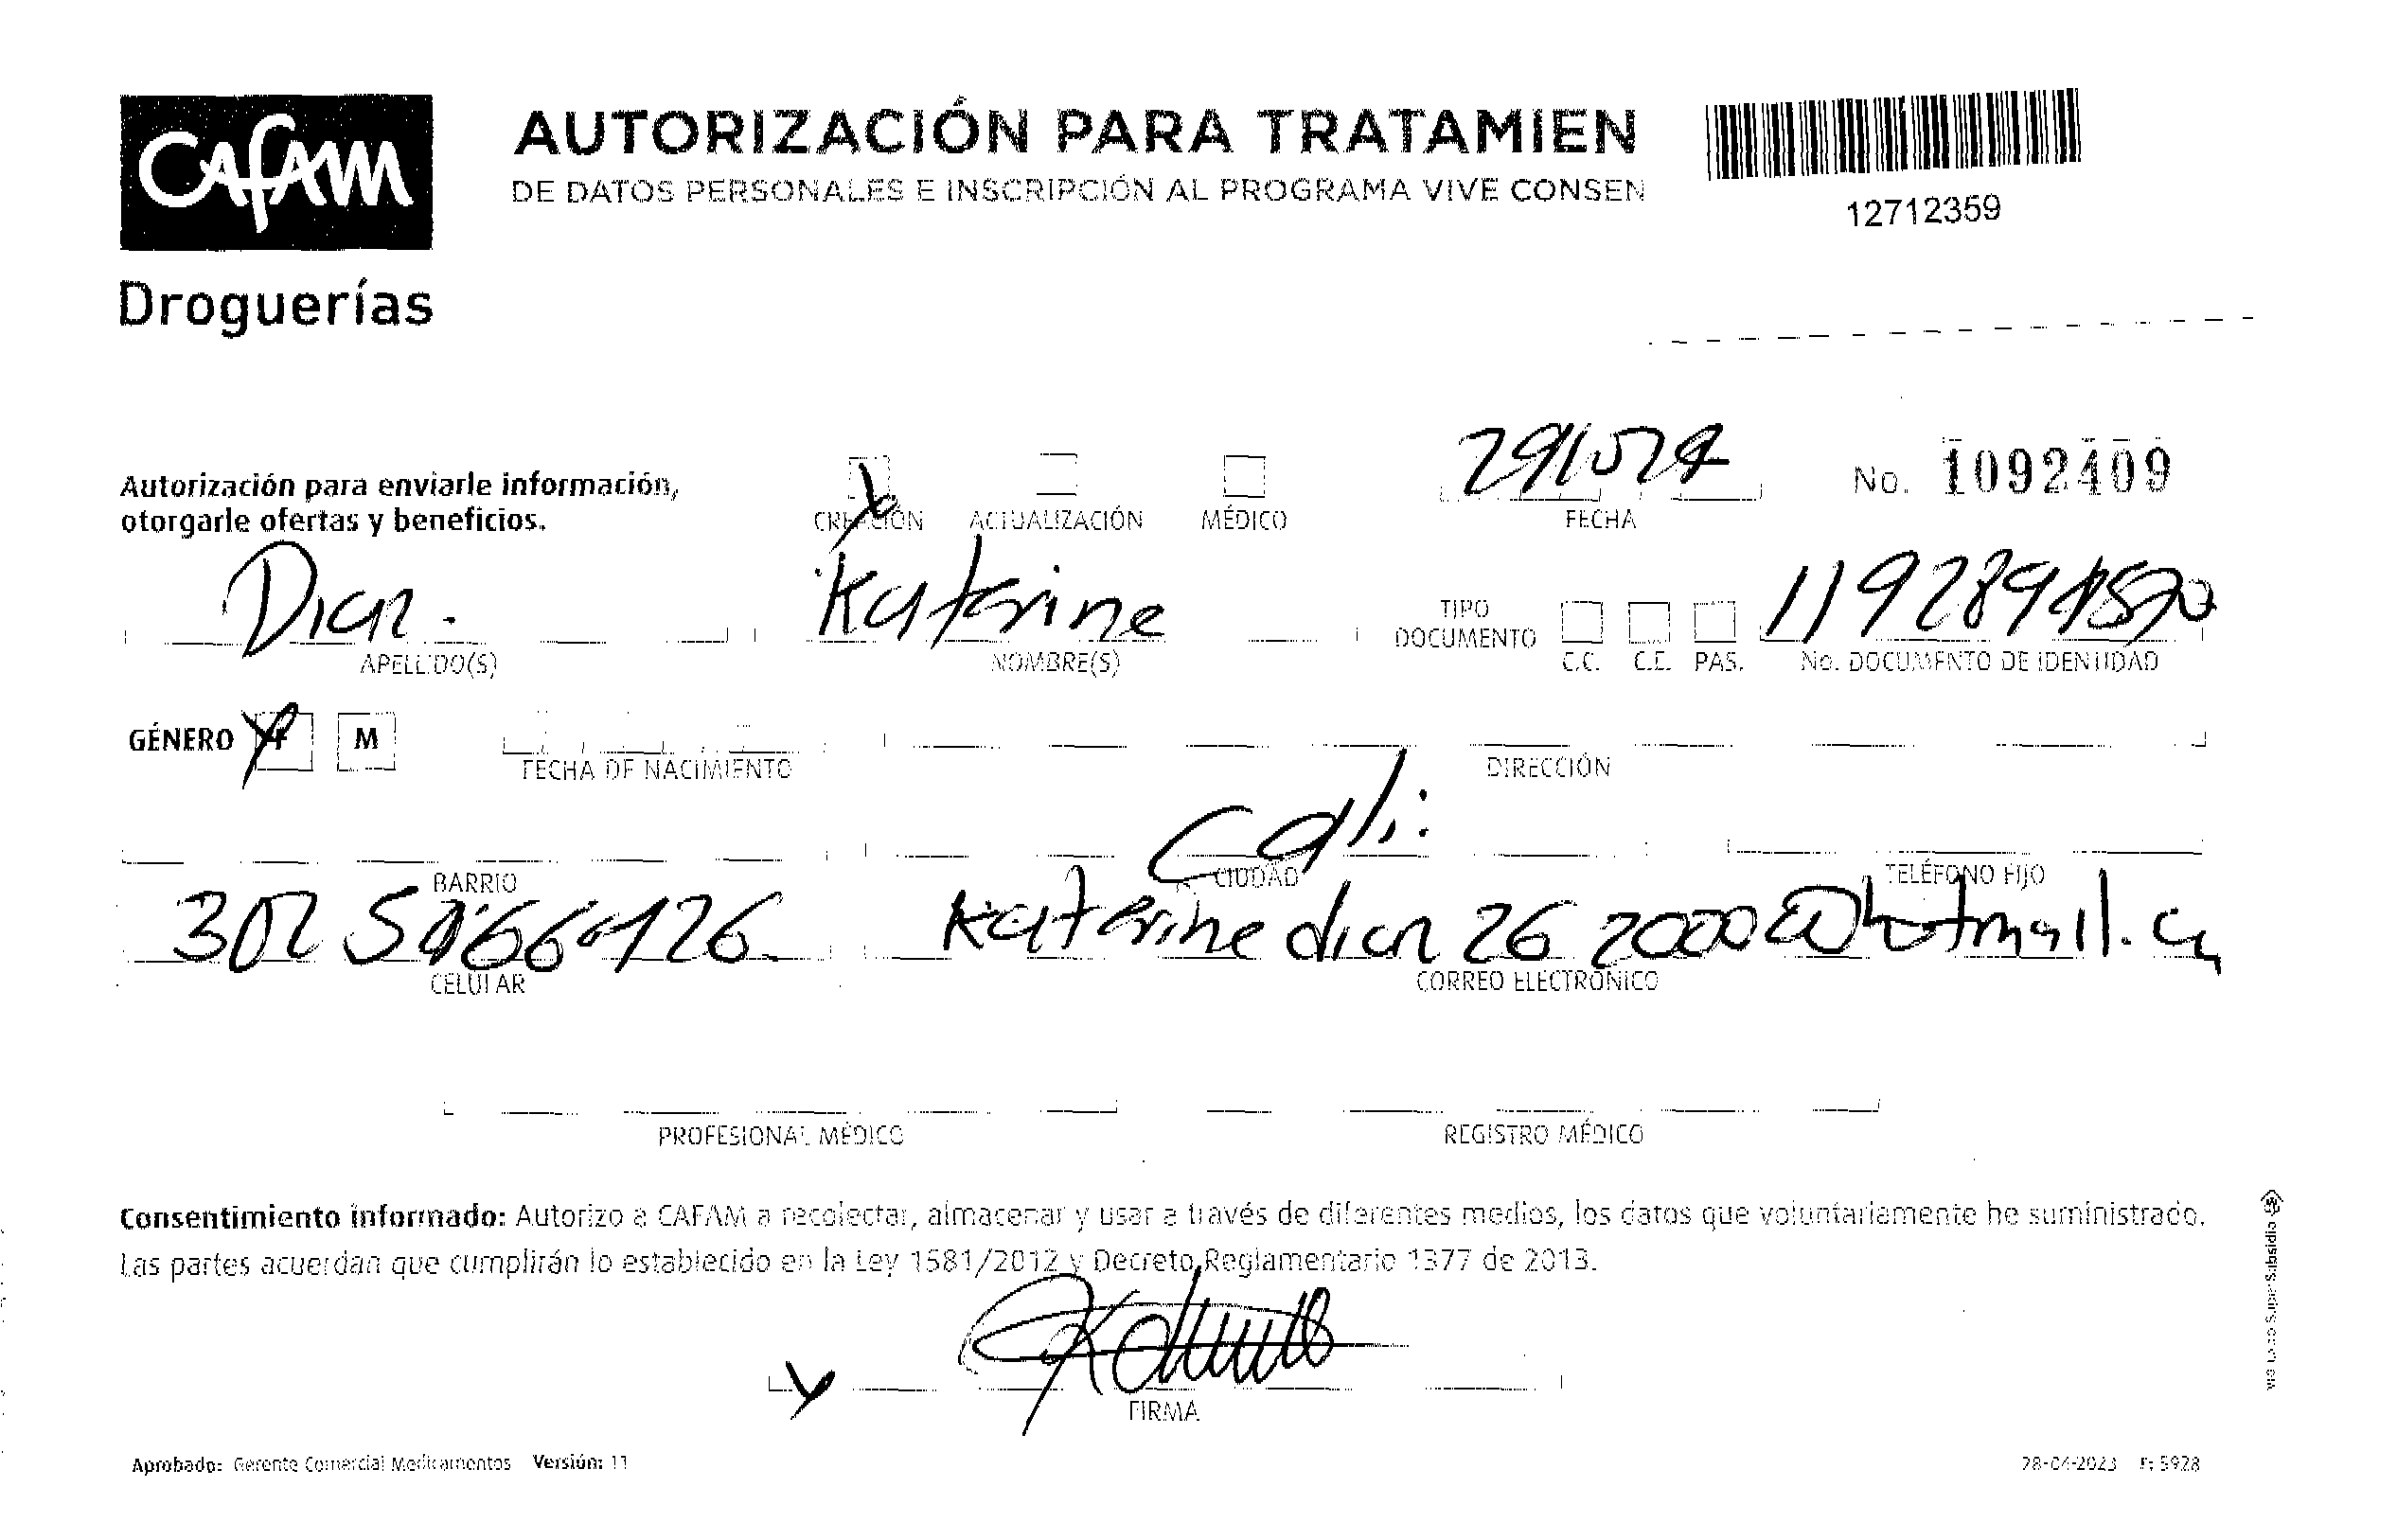 CAFAM
Droguerías
AUTORIZACIÓN PARA TRATAMIEN
DE DATOS PERSONALES E INSCRIPCIÓN AL PROGRAMA VIVE CONSEN
12712359
Autorización para enviarle información,
otorgarle ofertas y beneficios.
CREACIÓN ACTUALIZACIÓN MÉDICO
FECHA
No. 1092409
Katerine
APELLIDO(S) NOMBRE(S)
TIPO
DOCUMENTO
C.C. C.E. PAS. No. DOCUMENTO DE IDENTIDAD
GÉNERO F M
FECHA DE NACIMIENTO DIRECCIÓN
Cali
BARRIO CIUDAD TELÉFONO FIJO
CELULAR CORREO ELECTRÓNICO
PROFESIONAL MÉDICO REGISTRO MÉDICO
Consentimiento informado: Autorizo a CAFAM a recolectar, almacenar y usar a través de diferentes medios, los datos que voluntariamente he suministrado.
Las partes acuerdan que cumplirán lo establecido en la Ley 1581/2012 y Decreto Reglamentario 1377 de 2013.
FIRMA
Aprobado: Gerente Comercial Medicamentos Versión: 11
28-04-2023 F: 5928